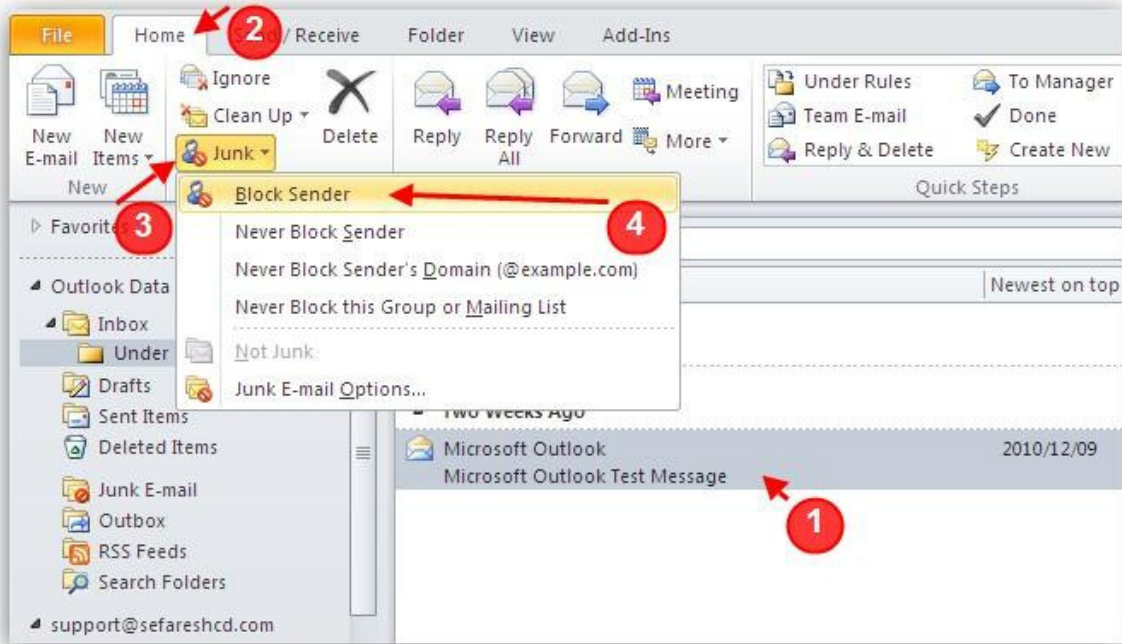 File Home 2 / Receive Folder View Add-Ins
New E-mail
New Items
New
Ignore
Clean Up
Junk
Delete
Reply
Reply All
Forward
Meeting
More
Under Rules
Team E-mail
Reply & Delete
To Manager
Done
Create New
Quick Steps
3
Block Sender
4
Never Block Sender
Never Block Sender's Domain (@example.com)
Never Block this Group or Mailing List
Not Junk
Junk E-mail Options...
Favorit
Outlook Data
Inbox
Under
Drafts
Sent Items
Deleted Items
Junk E-mail
Outbox
RSS Feeds
Search Folders
support@sefareshcd.com
Newest on top
Two Weeks Ago
Microsoft Outlook 2010/12/09
Microsoft Outlook Test Message
1